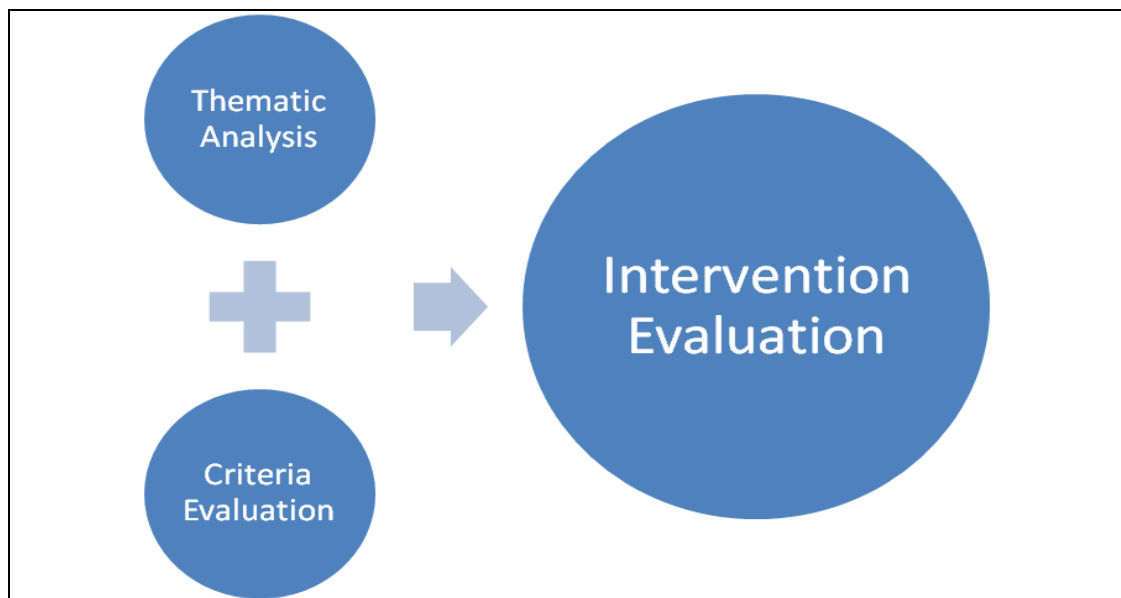 Thematic
Analysis
Criteria
Evaluation
Intervention
Evaluation